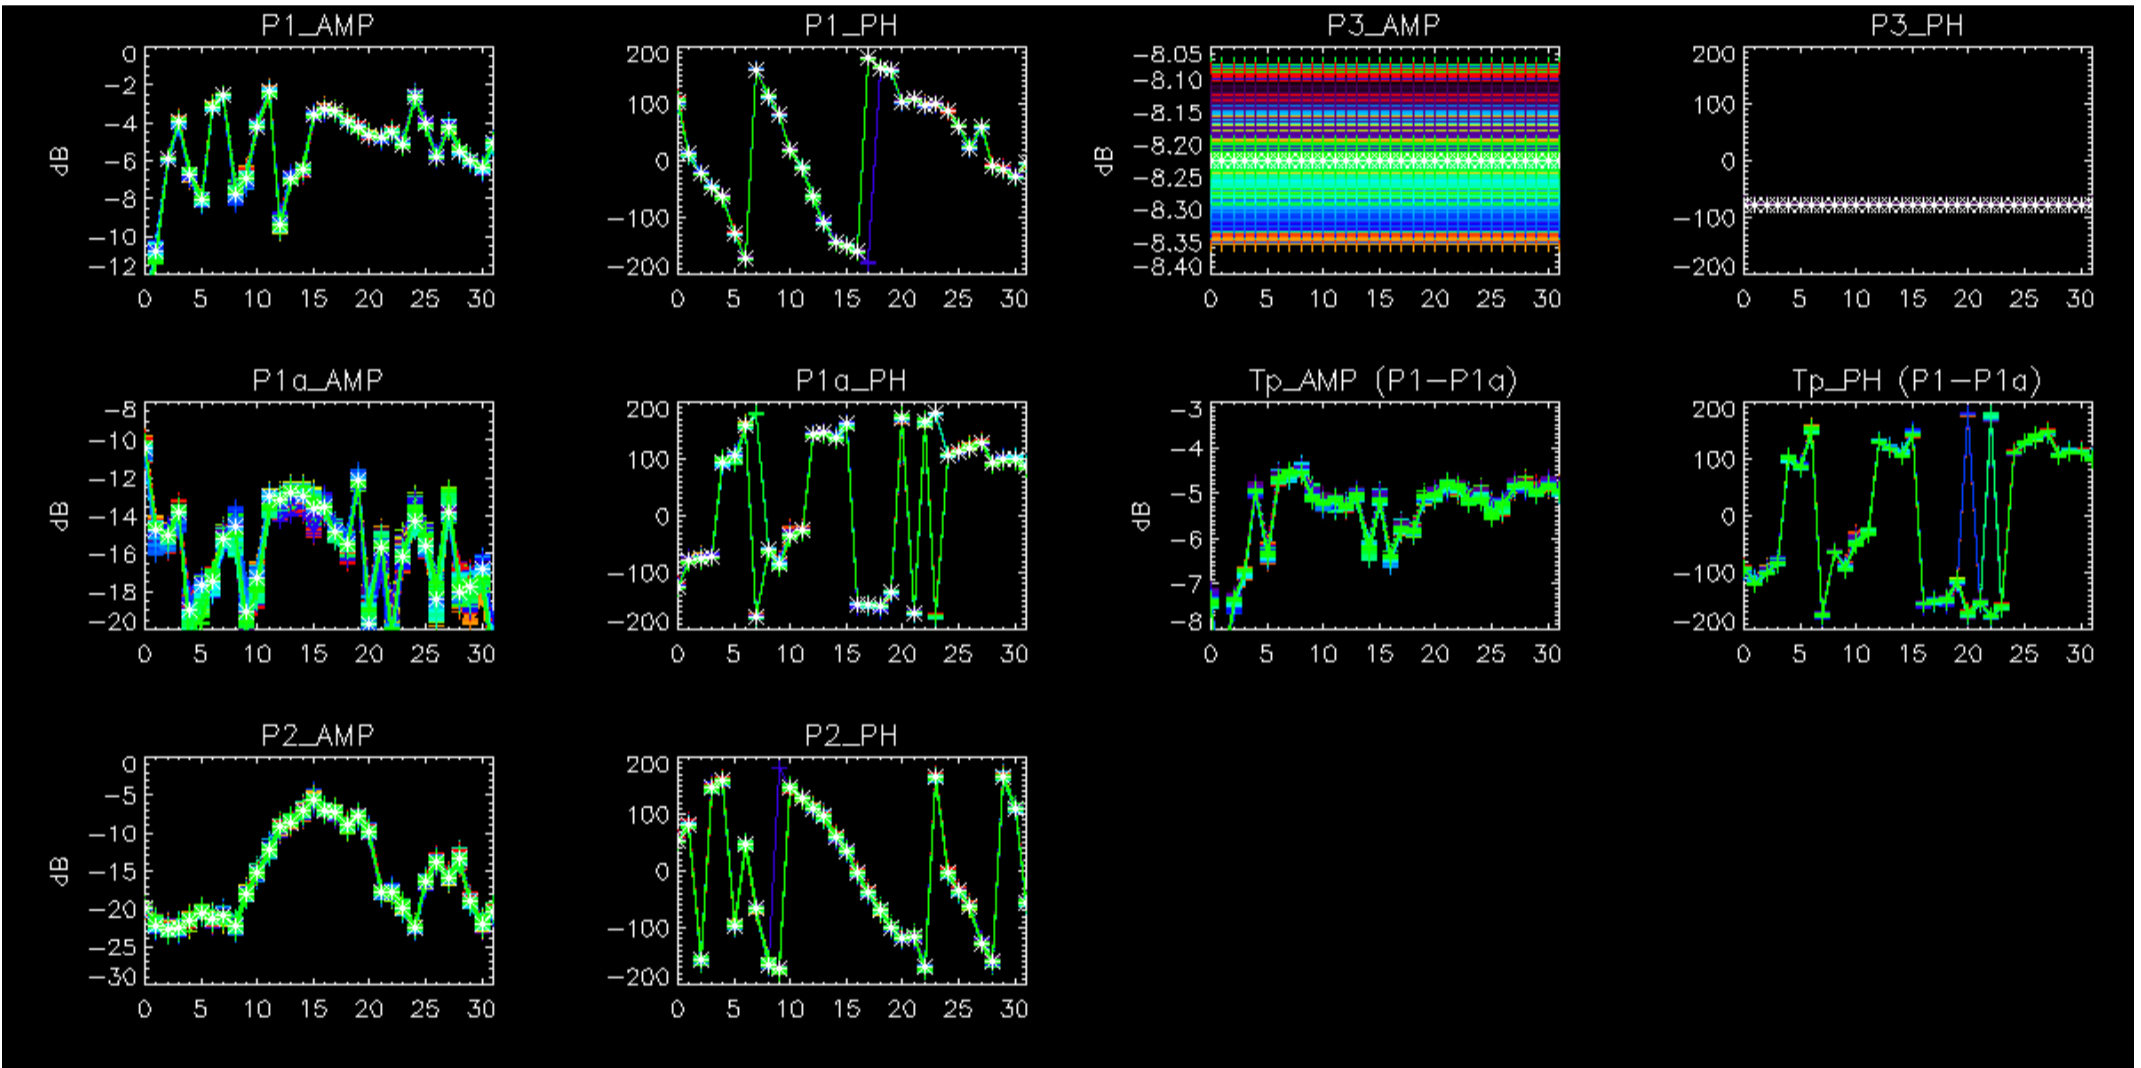 P1_AMP
dB
0
−2
−4
−6
−8
−10
−12
0 5 10 15 20 25 30
P1_PH
200
100
0
−100
−200
0 5 10 15 20 25 30
P3_AMP
dB
−8.05
−8.10
−8.15
−8.20
−8.25
−8.30
−8.35
−8.40
0 5 10 15 20 25 30
P3_PH
200
100
0
−100
−200
0 5 10 15 20 25 30
P1a_AMP
dB
−8
−10
−12
−14
−16
−18
−20
0 5 10 15 20 25 30
P1a_PH
200
100
0
−100
−200
0 5 10 15 20 25 30
Tp_AMP (P1−P1a)
dB
−3
−4
−5
−6
−7
−8
0 5 10 15 20 25 30
Tp_PH (P1−P1a)
200
100
0
−100
−200
0 5 10 15 20 25 30
P2_AMP
dB
0
−5
−10
−15
−20
−25
−30
0 5 10 15 20 25 30
P2_PH
200
100
0
−100
−200
0 5 10 15 20 25 30